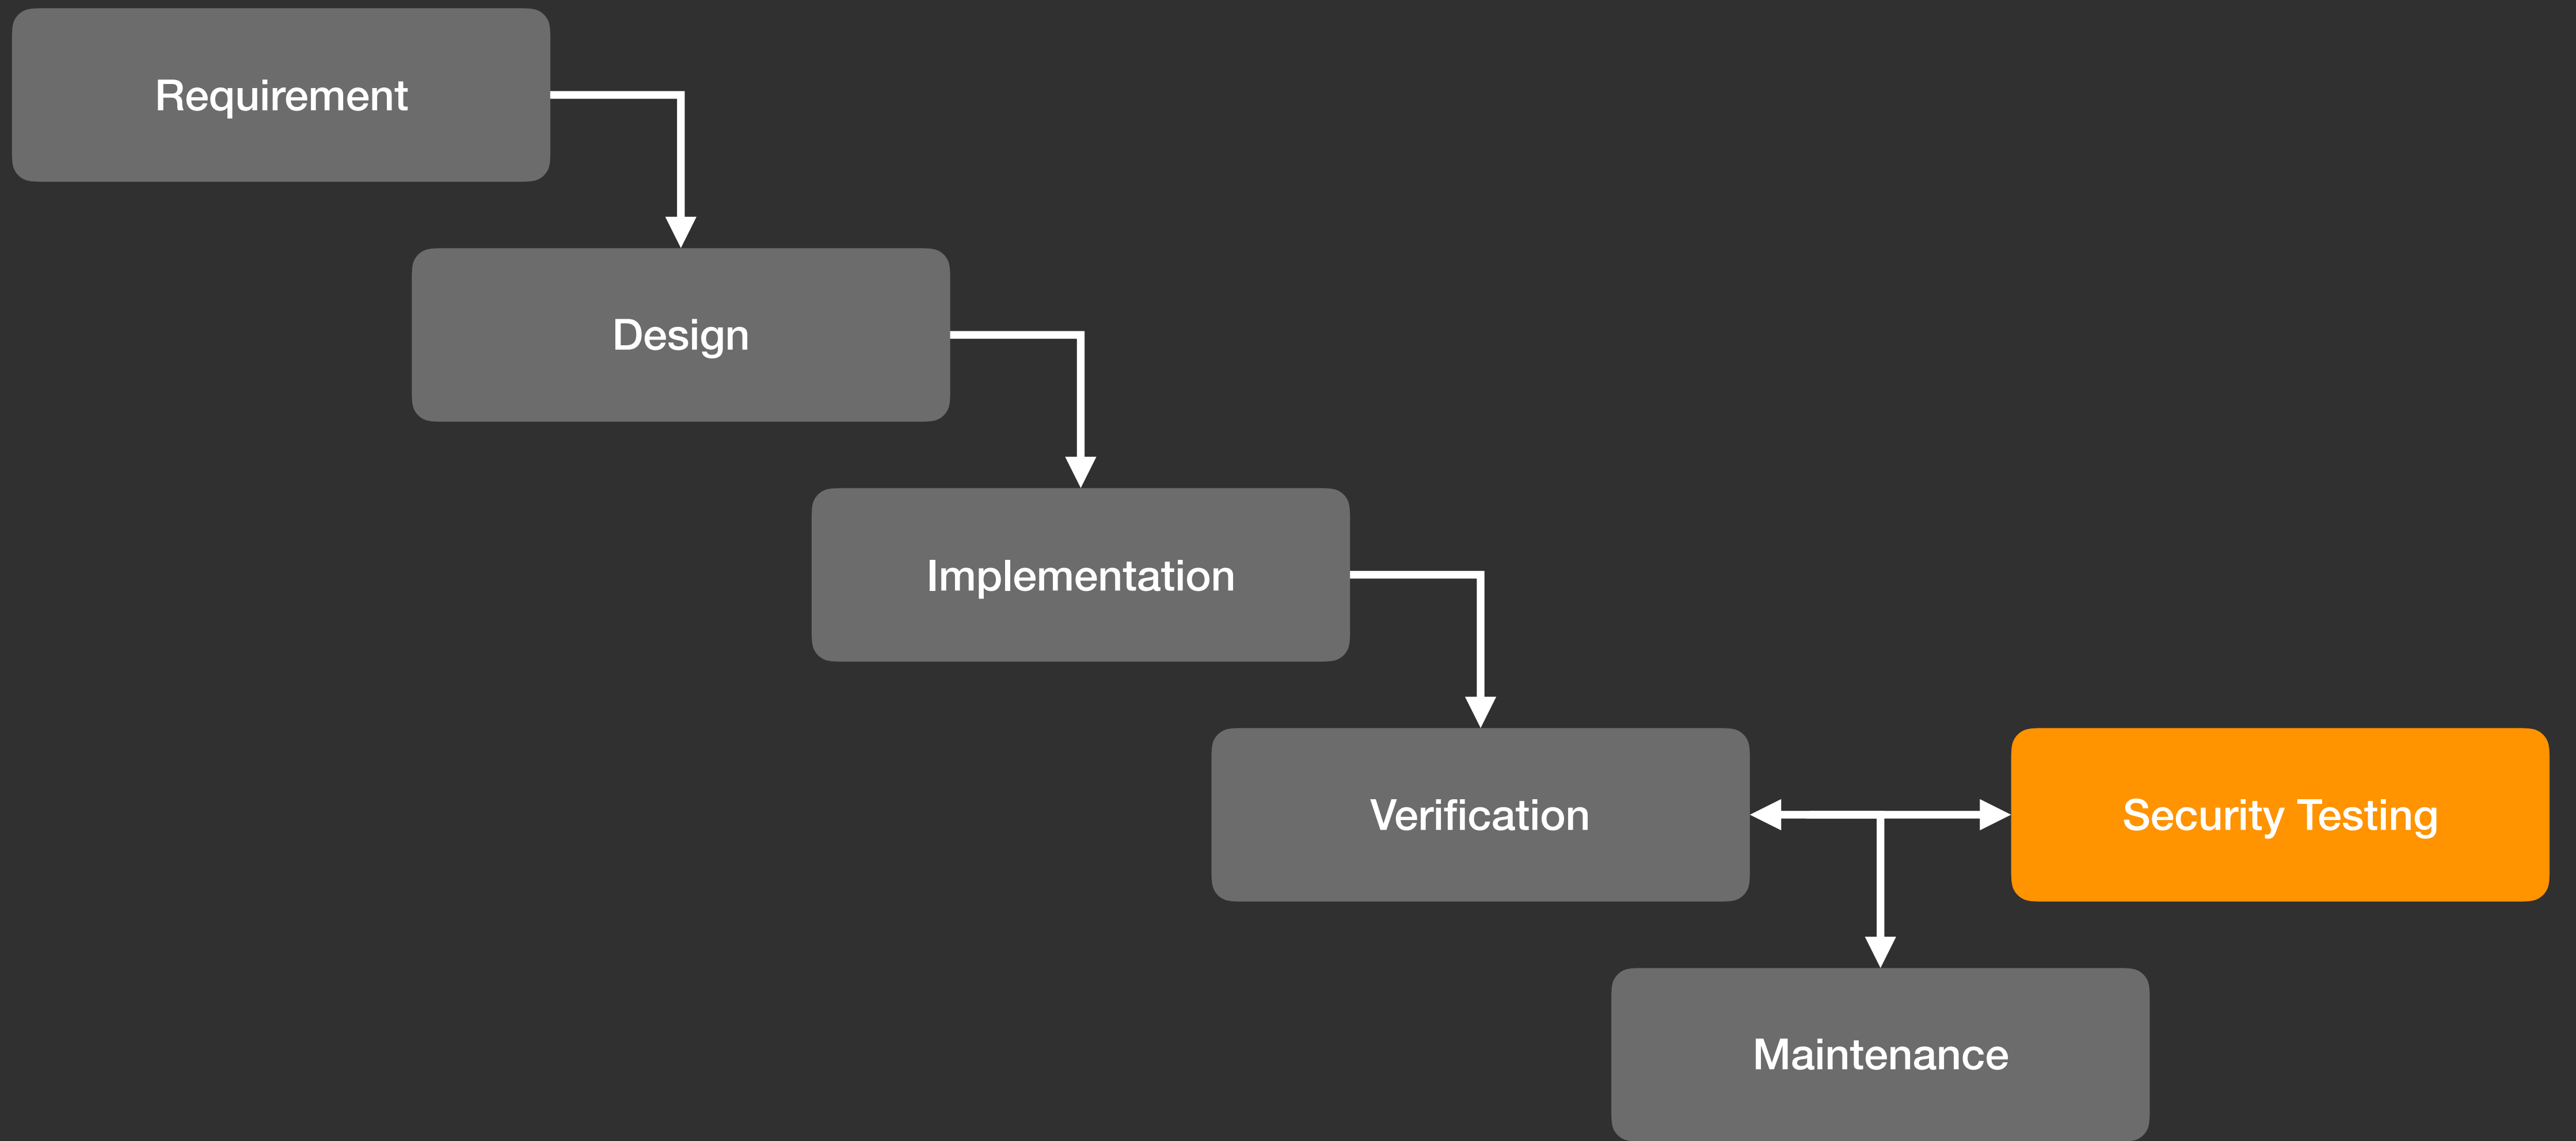 Requirement
Design
Implementation
Verification
Security Testing
Maintenance